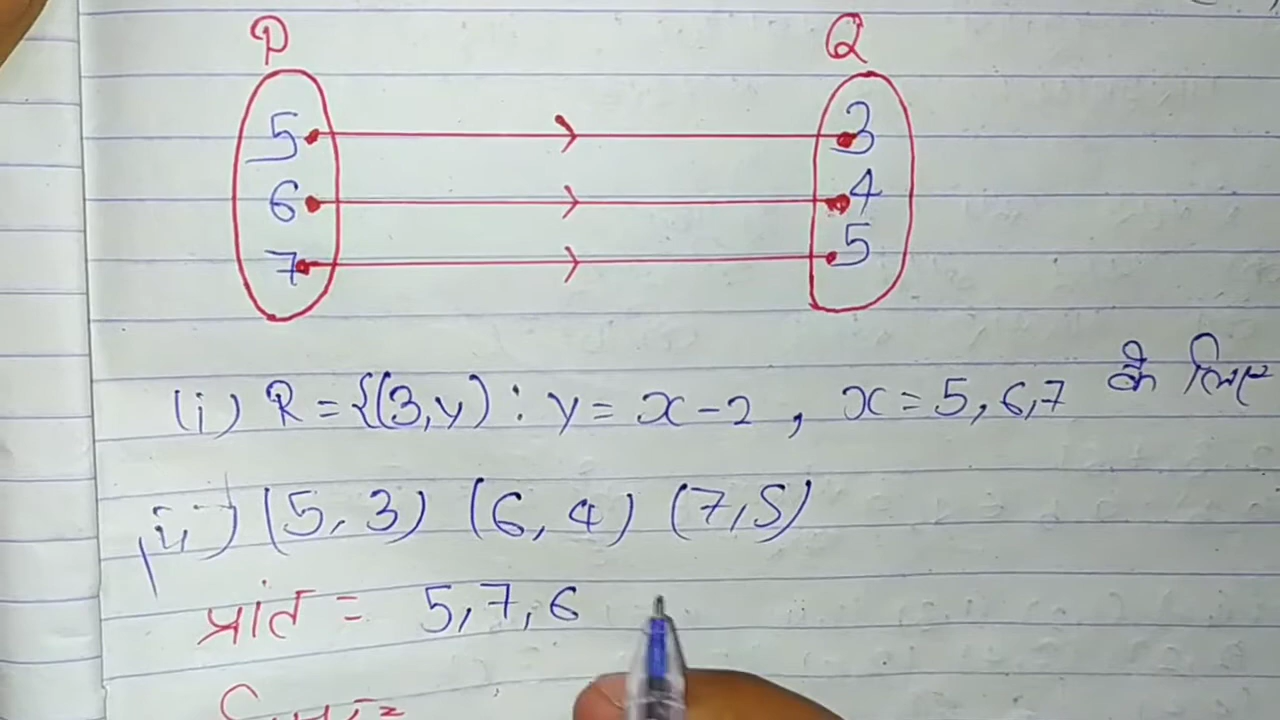 P Q
5 3
6 4
7 5
(i) R = {(3,y) : y = x-2 , x = 5,6,7 के लिए
ii) (5,3) (6,4) (7,5)
प्रांत = 5,7,6